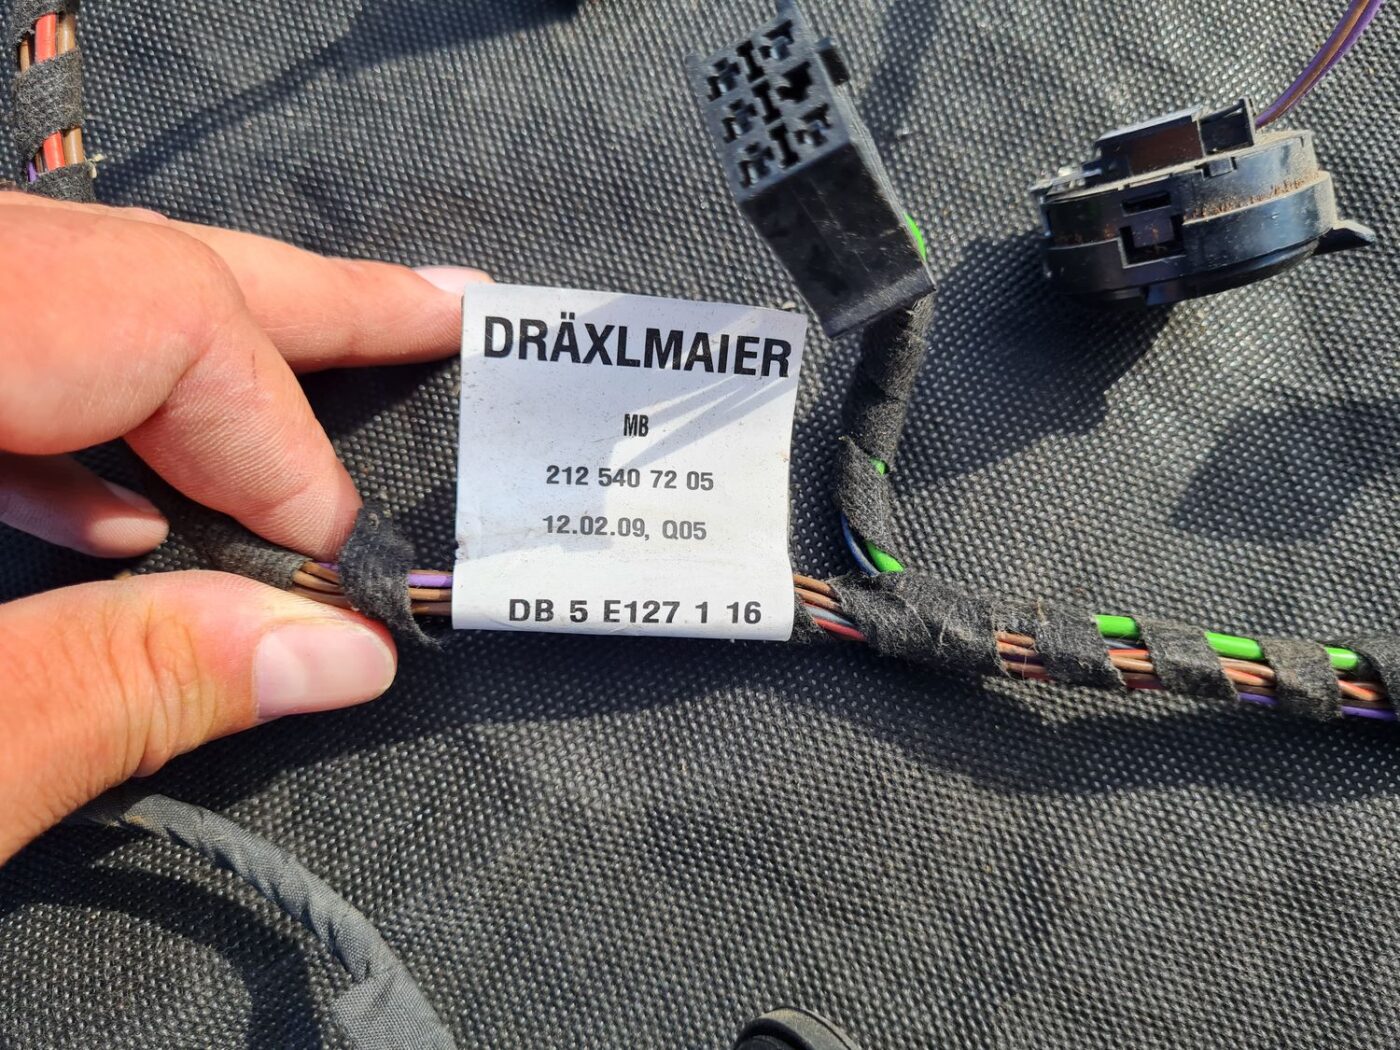 DRÄXLMAIER
MB
212 540 72 05
12.02.09, Q05
DB 5 E127 1 16